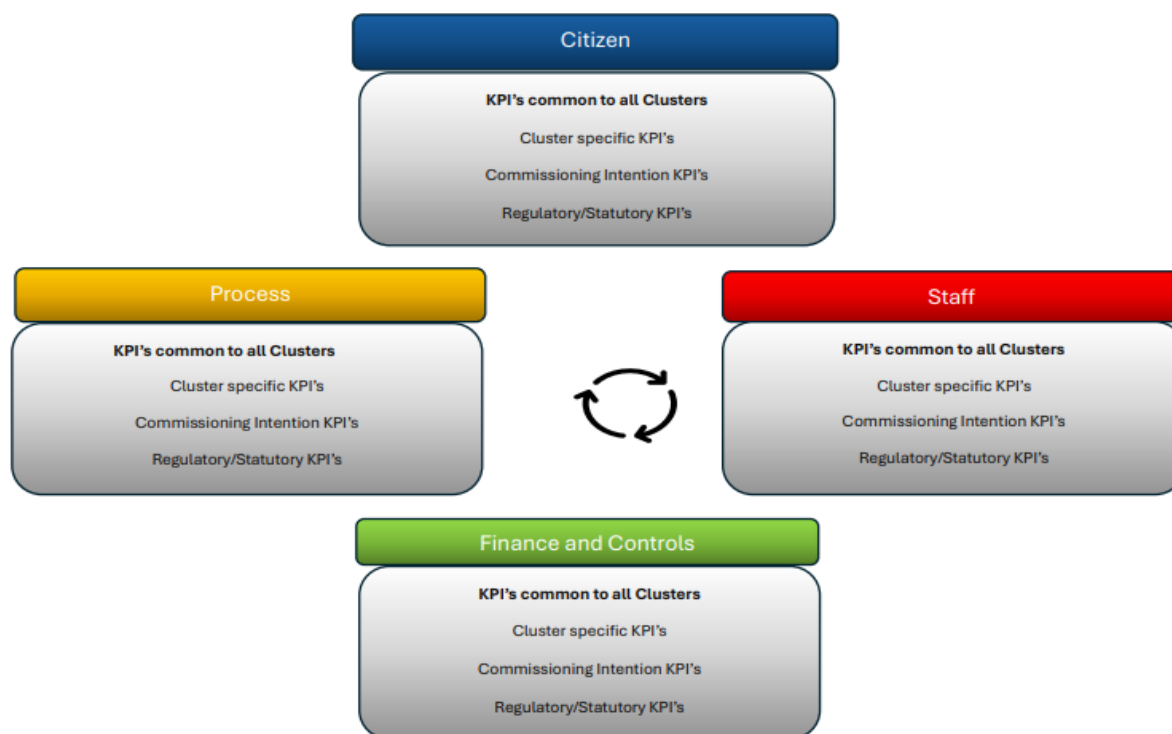 Citizen
KPI's common to all Clusters
Cluster specific KPI's
Commissioning Intention KPI's
Regulatory/Statutory KPI's
Process
KPI's common to all Clusters
Cluster specific KPI's
Commissioning Intention KPI's
Regulatory/Statutory KPI's
Staff
KPI's common to all Clusters
Cluster specific KPI's
Commissioning Intention KPI's
Regulatory/Statutory KPI's
Finance and Controls
KPI's common to all Clusters
Cluster specific KPI's
Commissioning Intention KPI's
Regulatory/Statutory KPI's